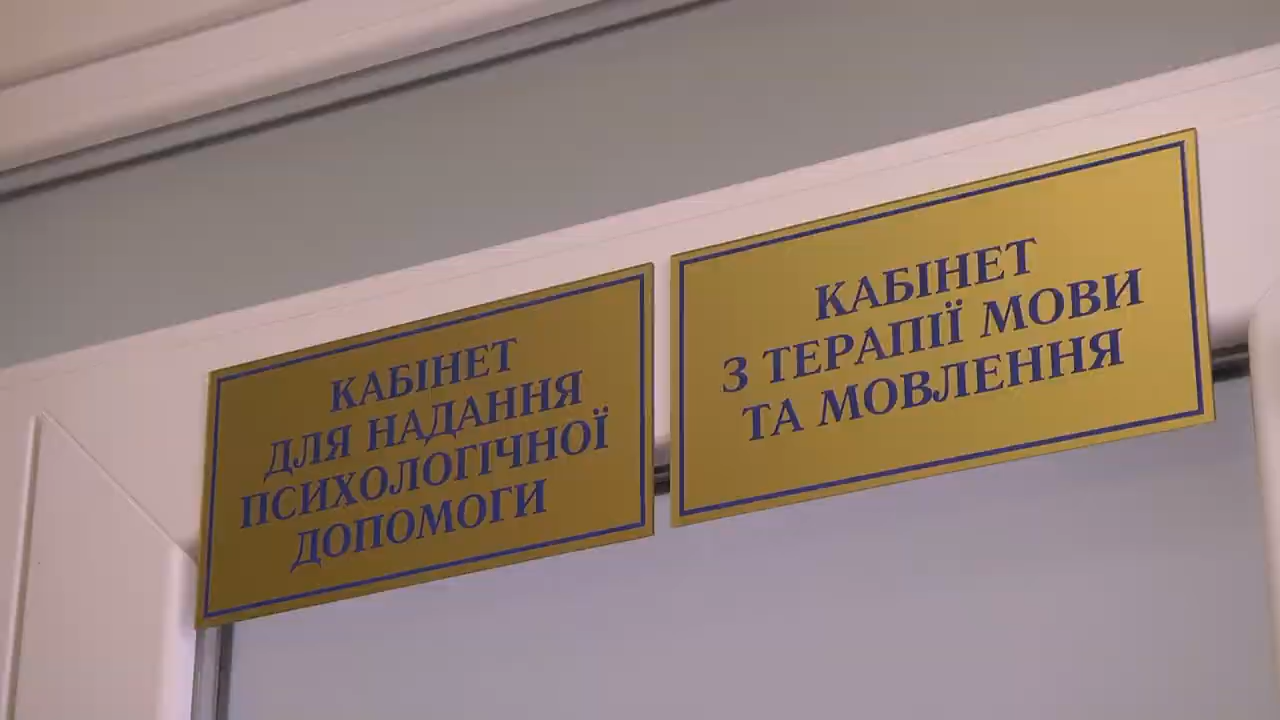 КАБІНЕТ
ДЛЯ НАДАННЯ
ПСИХОЛОГІЧНОЇ
ДОПОМОГИ
КАБІНЕТ
З ТЕРАПІЇ МОВИ
ТА МОВЛЕННЯ